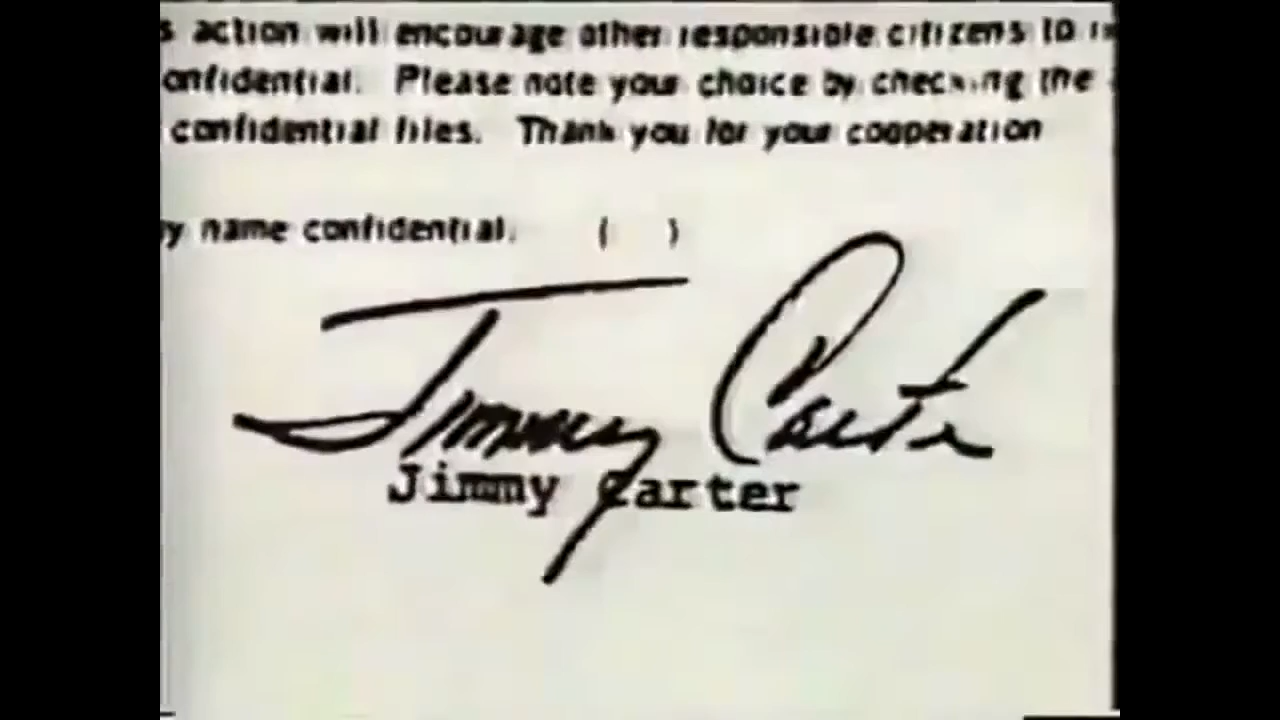 s action will encourage other responsible citizens to
onfidential. Please note your choice by checking the
confidential files. Thank you for your cooperation
y name confidential. ( )
Jimmy Carter
Jimmy Carter